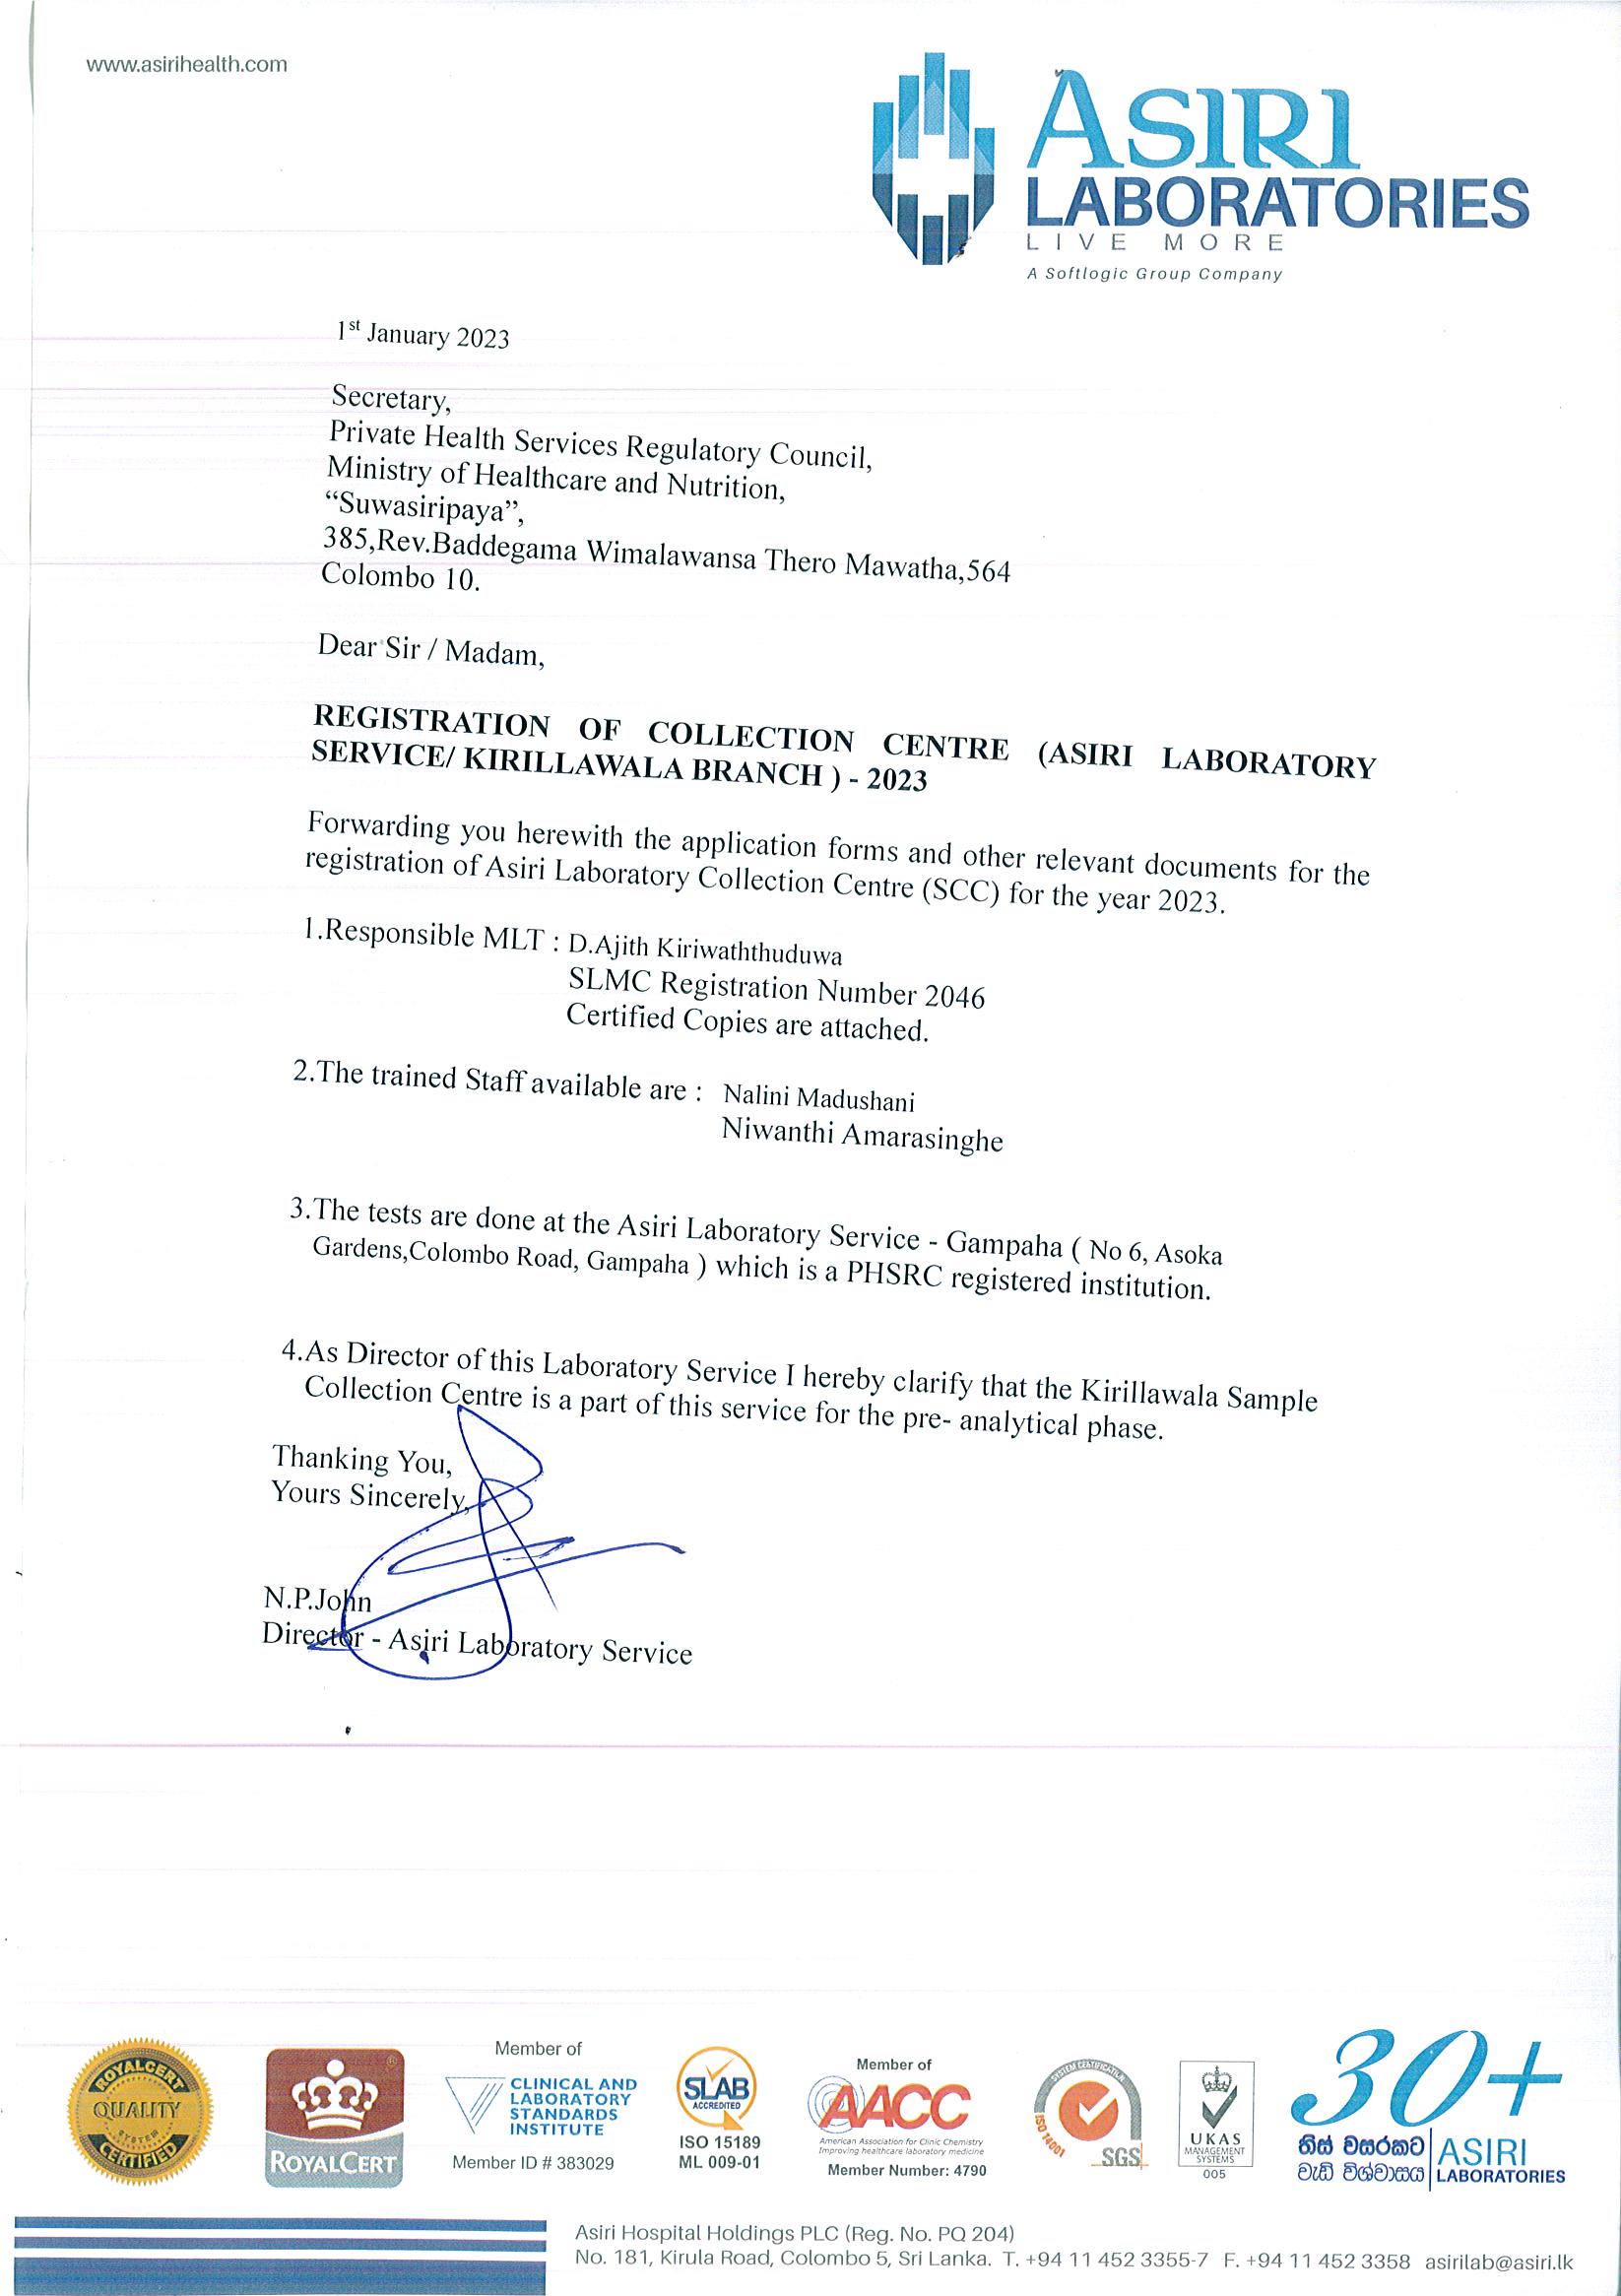 www.asirihealth.com
ASIRI
LABORATORIES
LIVE MORE
A Softlogic Group Company
1st January 2023
Secretary,
Private Health Services Regulatory Council,
Ministry of Healthcare and Nutrition,
“Suwasiripaya”,
385,Rev.Baddegama Wimalawansa Thero Mawatha,564
Colombo 10.
Dear Sir / Madam,
REGISTRATION OF COLLECTION CENTRE (ASIRI LABORATORY
SERVICE/ KIRILLAWALA BRANCH ) - 2023
Forwarding you herewith the application forms and other relevant documents for the
registration of Asiri Laboratory Collection Centre (SCC) for the year 2023.
1.Responsible MLT : D.Ajith Kiriwaththuduwa
SLMC Registration Number 2046
Certified Copies are attached.
2.The trained Staff available are : Nalini Madushani
Niwanthi Amarasinghe
3.The tests are done at the Asiri Laboratory Service - Gampaha ( No 6, Asoka
Gardens,Colombo Road, Gampaha ) which is a PHSRC registered institution.
4.As Director of this Laboratory Service I hereby clarify that the Kirillawala Sample
Collection Centre is a part of this service for the pre- analytical phase.
Thanking You,
Yours Sincerely,
N.P.John
Director - Asiri Laboratory Service
ROYALCERT
QUALITY
SYSTEM
CERTIFIED
ROYALCERT
Member of
CLINICAL AND
LABORATORY
STANDARDS
INSTITUTE
Member ID # 383029
SLAB
ACCREDITED
ISO 15189
ML 009-01
Member of
AACC
American Association for Clinic Chemistry
Improving healthcare laboratory medicine
Member Number: 4790
SYSTEM CERTIFICATION
ISO 14001
SGS
UKAS
MANAGEMENT
SYSTEMS
005
30+
තිස් වසරකට
වැඩි විශ්වාසය
ASIRI
LABORATORIES
Asiri Hospital Holdings PLC (Reg. No. PQ 204)
No. 181, Kirula Road, Colombo 5, Sri Lanka. T. +94 11 452 3355-7 F. +94 11 452 3358 asirilab@asiri.lk